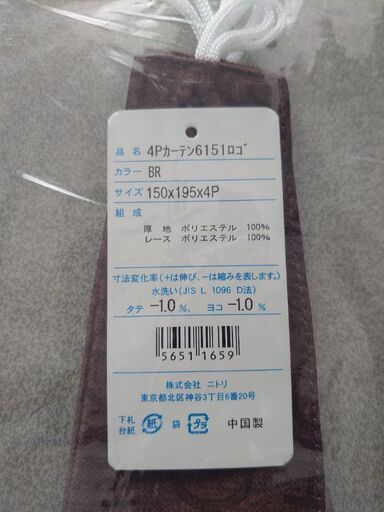 品 名 4Pカーテン6151ロゴ
カラー BR
サイズ 150x195x4P
組 成
厚 地 ポリエステル 100%
レース ポリエステル 100%
寸法変化率(+は伸び、−は縮みを表します。)
水洗い(JIS L 1096 D法)
タテ −1.0 %、 ヨコ −1.0 %
5651 1659
株式会社 ニトリ
東京都北区神谷3丁目6番20号
下札 台紙 紙 袋 プラ 中国製